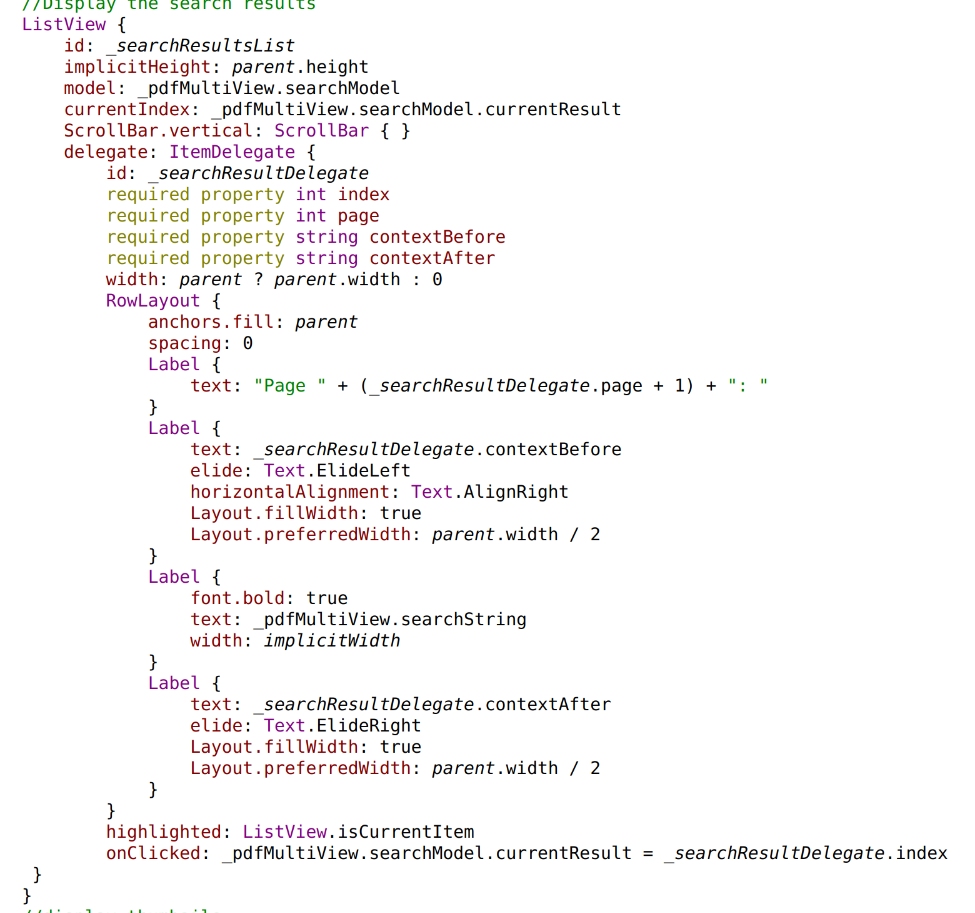 //Display the search results
ListView {
    id: _searchResultsList
    implicitHeight: parent.height
    model: _pdfMultiView.searchModel
    currentIndex: _pdfMultiView.searchModel.currentResult
    ScrollBar.vertical: ScrollBar { }
    delegate: ItemDelegate {
        id: _searchResultDelegate
        required property int index
        required property int page
        required property string contextBefore
        required property string contextAfter
        width: parent ? parent.width : 0
        RowLayout {
            anchors.fill: parent
            spacing: 0
            Label {
                text: "Page " + (_searchResultDelegate.page + 1) + ": "
            }
            Label {
                text: _searchResultDelegate.contextBefore
                elide: Text.ElideLeft
                horizontalAlignment: Text.AlignRight
                Layout.fillWidth: true
                Layout.preferredWidth: parent.width / 2
            }
            Label {
                font.bold: true
                text: _pdfMultiView.searchString
                width: implicitWidth
            }
            Label {
                text: _searchResultDelegate.contextAfter
                elide: Text.ElideRight
                Layout.fillWidth: true
                Layout.preferredWidth: parent.width / 2
            }
        }
        highlighted: ListView.isCurrentItem
        onClicked: _pdfMultiView.searchModel.currentResult = _searchResultDelegate.index
 }
}